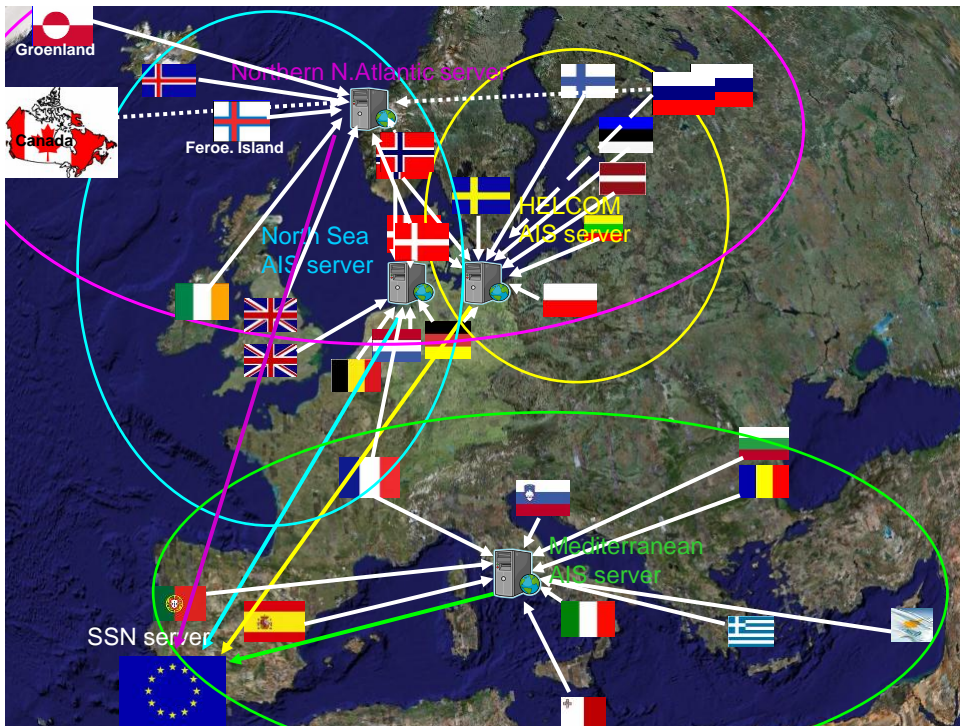 Groenland
Northern N.Atlantic server
Canada
Feroe. Island
HELCOM
AIS server
North Sea
AIS server
Mediterranean
AIS server
SSN server